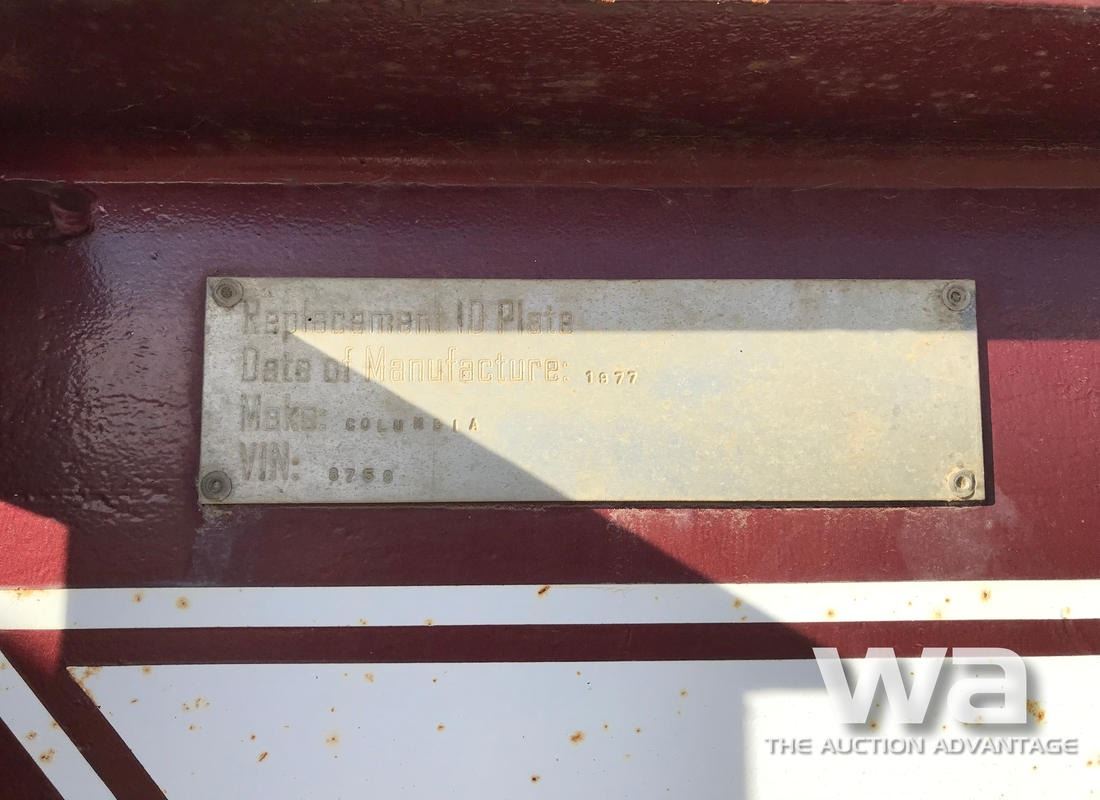 Replacement ID Plate
Date of Manufacture: 1977
Make: COLUMBIA
VIN: 8758
wa
THE AUCTION ADVANTAGE